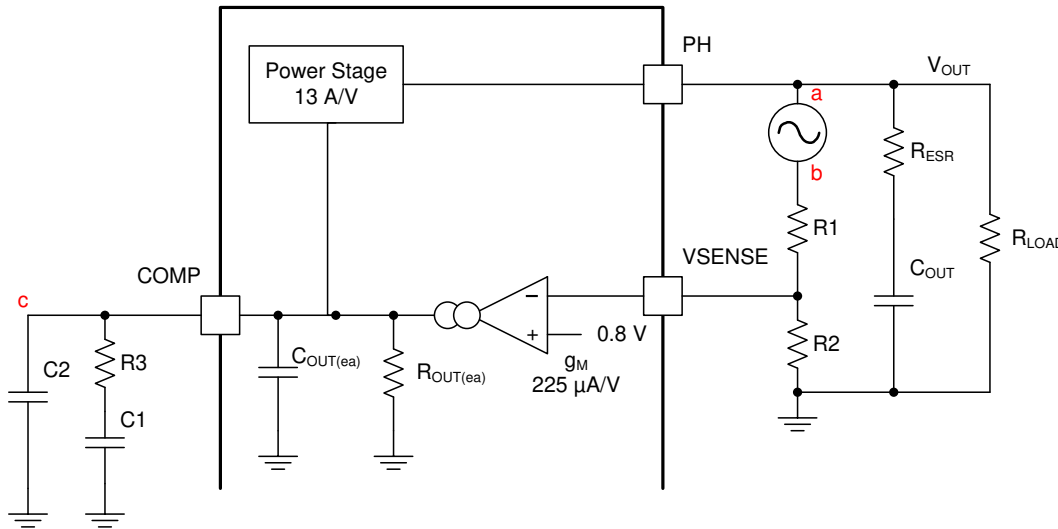 PH
Power Stage
13 A/V
VOUT
a
b
RESR
R1
RLOAD
VSENSE
COUT
COMP
c
0.8 V
R2
R3
C2
COUT(ea)
ROUT(ea)
gM
225 µA/V
C1